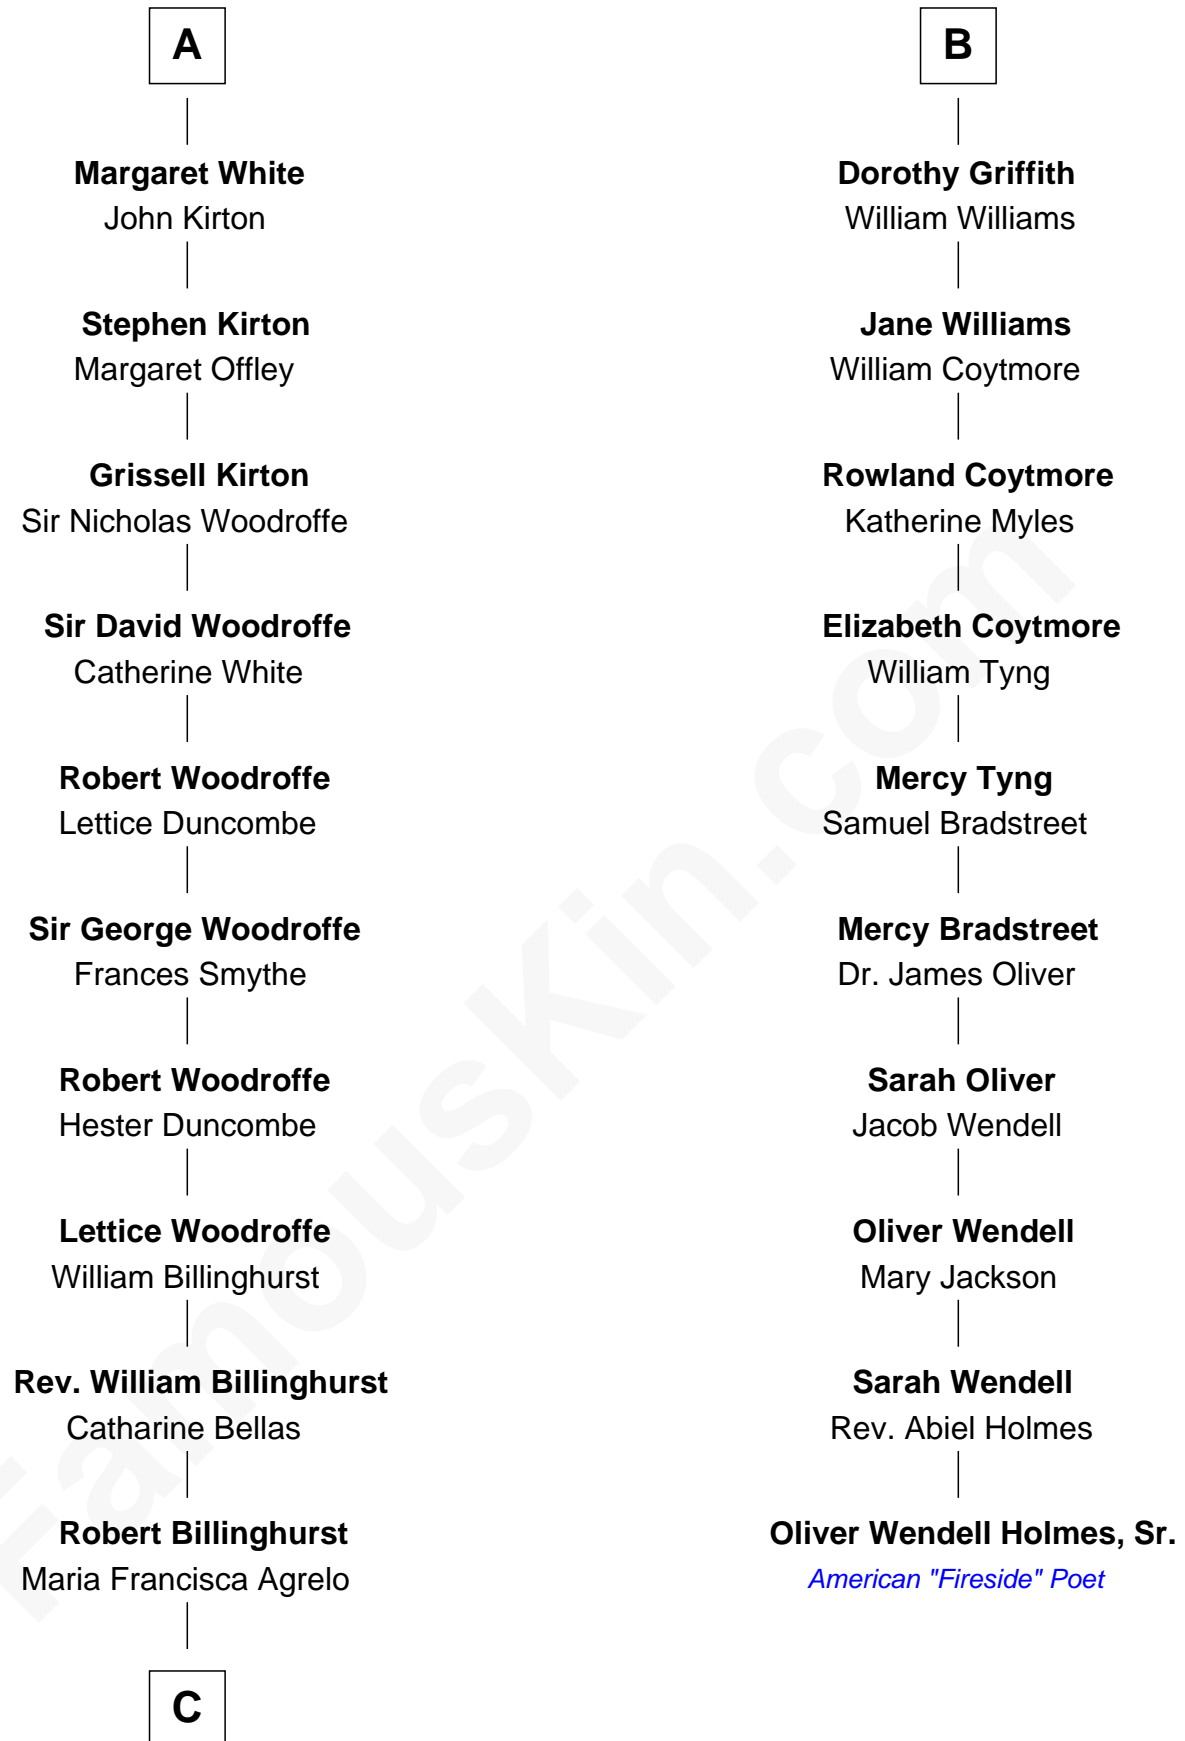 A
Margaret White
John Kirton
Stephen Kirton
Margaret Offley
Grissell Kirton
Sir Nicholas Woodroffe
Sir David Woodroffe
Catherine White
Robert Woodroffe
Lettice Duncombe
Sir George Woodroffe
Frances Smythe
Robert Woodroffe
Hester Duncombe
Lettice Woodroffe
William Billinghurst
Rev. William Billinghurst
Catharine Bellas
Robert Billinghurst
Maria Francisca Agrelo
C
B
Dorothy Griffith
William Williams
Jane Williams
William Coytmore
Rowland Coytmore
Katherine Myles
Elizabeth Coytmore
William Tyng
Mercy Tyng
Samuel Bradstreet
Mercy Bradstreet
Dr. James Oliver
Sarah Oliver
Jacob Wendell
Oliver Wendell
Mary Jackson
Sarah Wendell
Rev. Abiel Holmes
Oliver Wendell Holmes, Sr.
American "Fireside" Poet
FamousKin.com